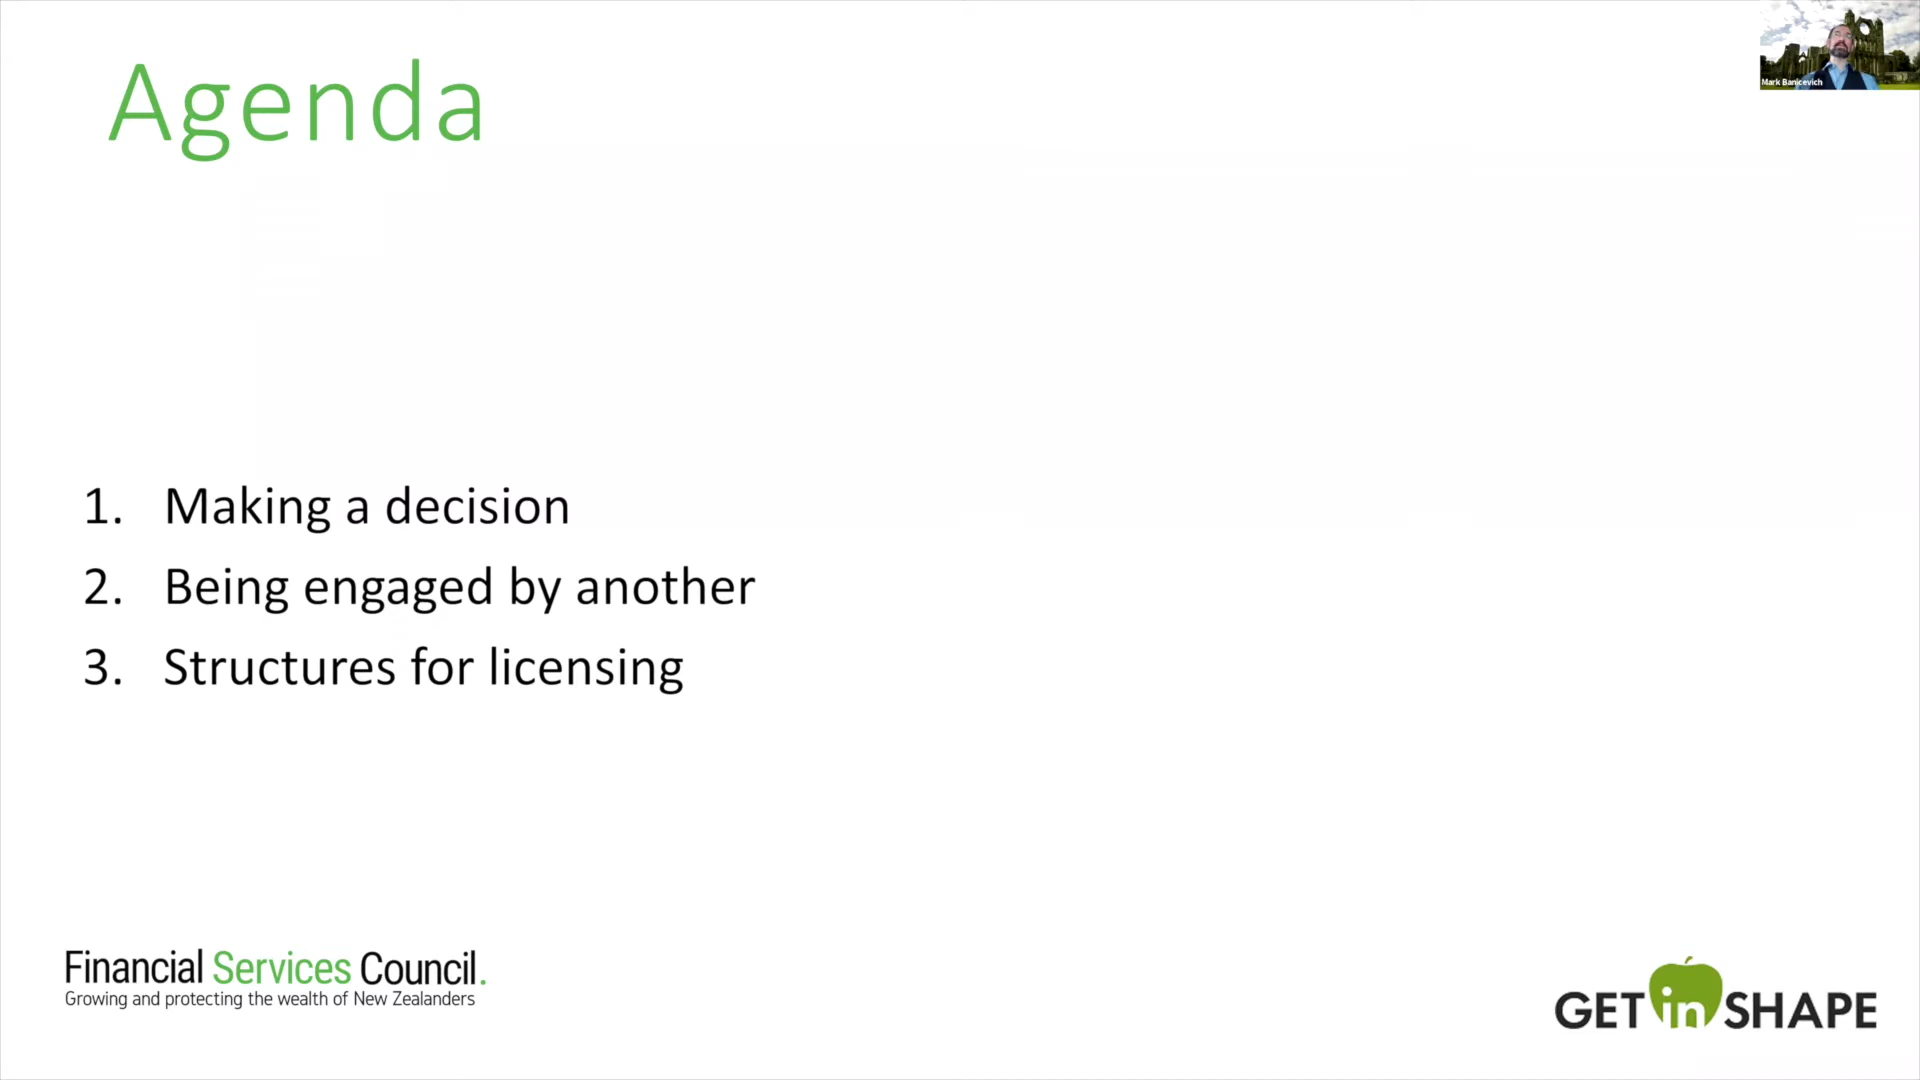 Agenda
Mark Banicevich
1. Making a decision
2. Being engaged by another
3. Structures for licensing
Financial Services Council.
Growing and protecting the wealth of New Zealanders
GET in SHAPE